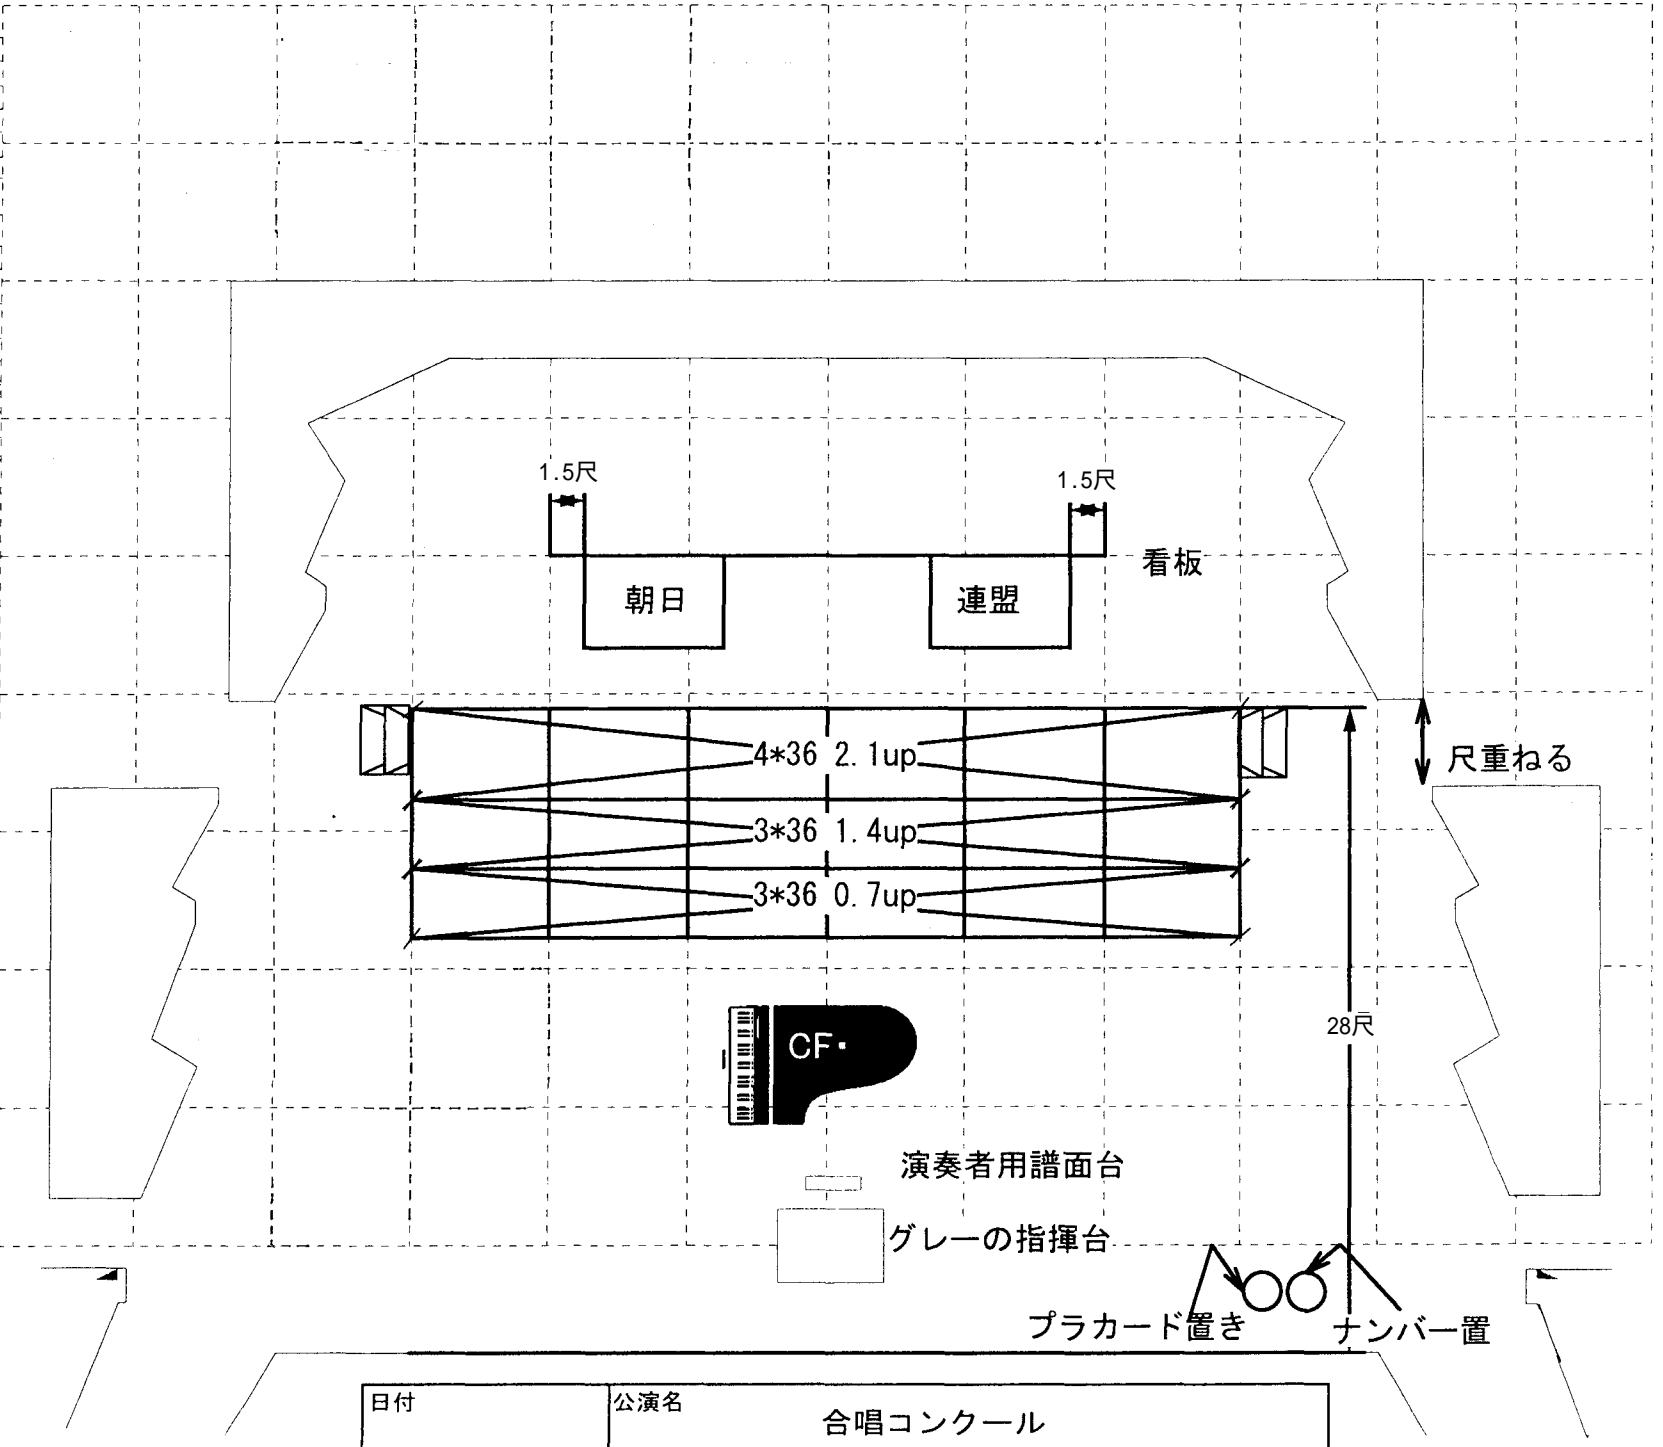 1.5尺
1.5尺
看板
朝日
連盟
4*36 2.1up
尺重ねる
3*36 1.4up
3*36 0.7up
28尺
CF
演奏者用譜面台
グレーの指揮台
プラカード置き
ナンバー置
日付
公演名
合唱コンクール